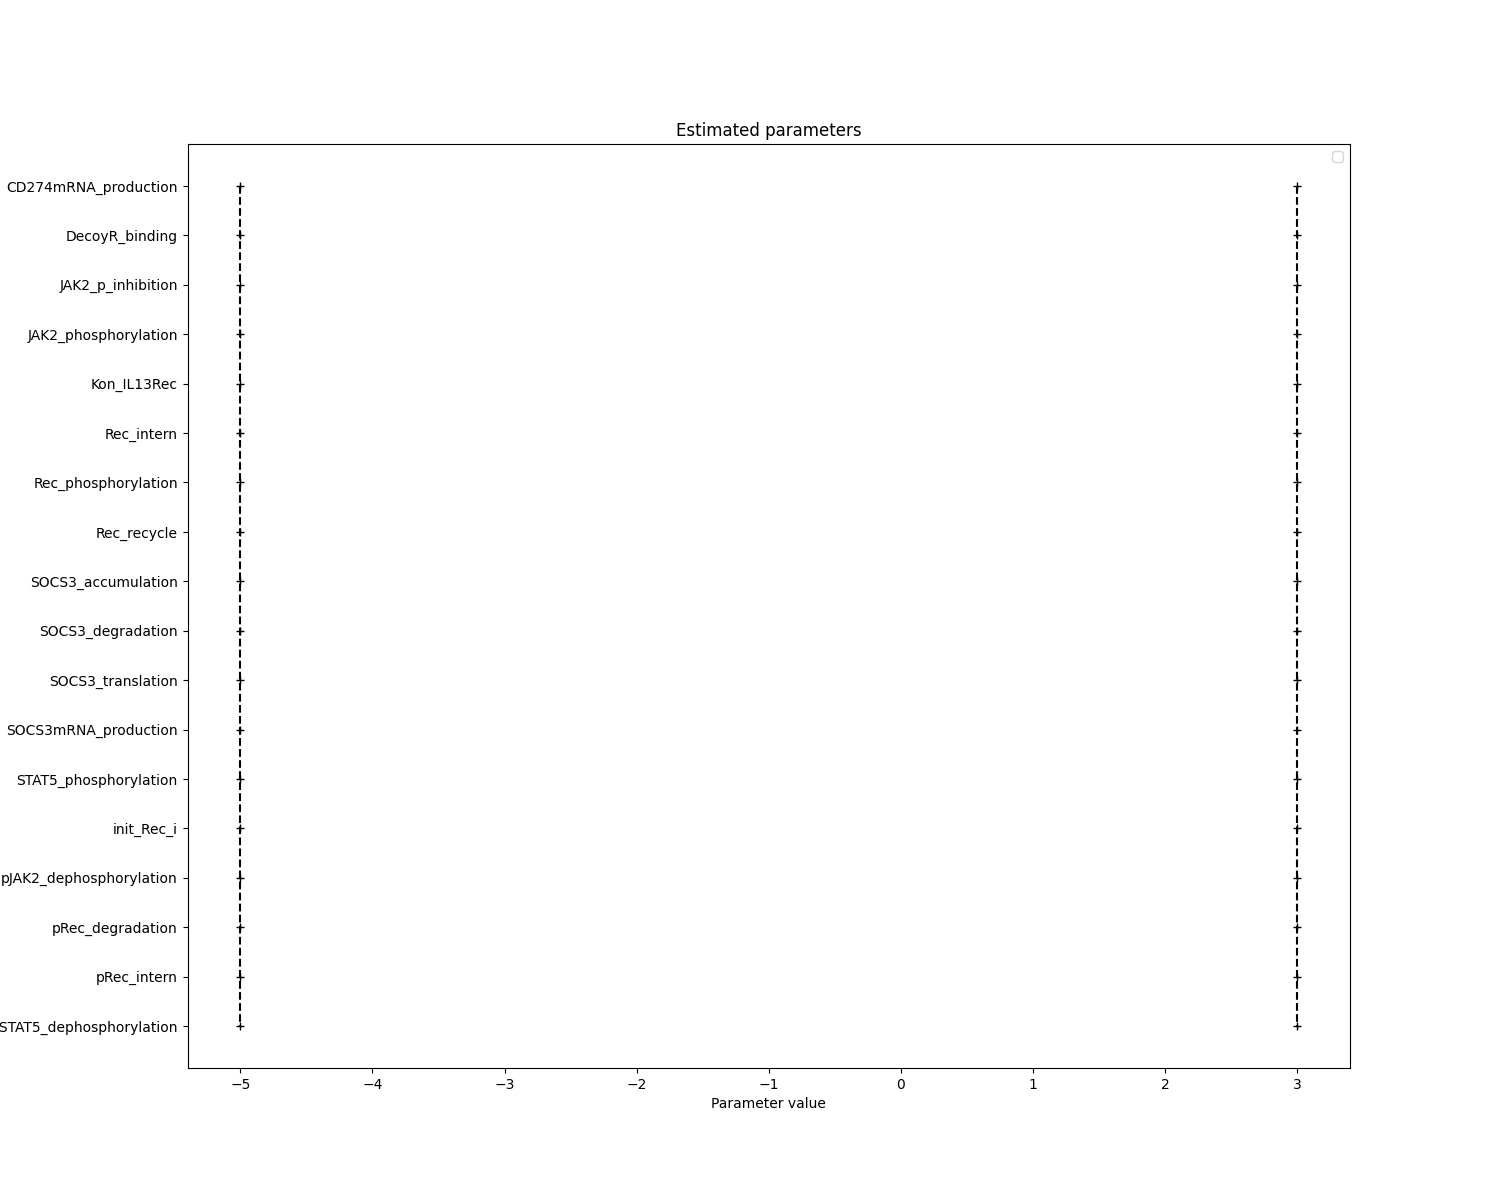 Estimated parameters
CD274mRNA_production
DecoyR_binding
JAK2_p_inhibition
JAK2_phosphorylation
Kon_IL13Rec
Rec_intern
Rec_phosphorylation
Rec_recycle
SOCS3_accumulation
SOCS3_degradation
SOCS3_translation
SOCS3mRNA_production
STAT5_phosphorylation
init_Rec_i
pJAK2_dephosphorylation
pRec_degradation
pRec_intern
STAT5_dephosphorylation
−5 −4 −3 −2 −1 0 1 2 3
Parameter value